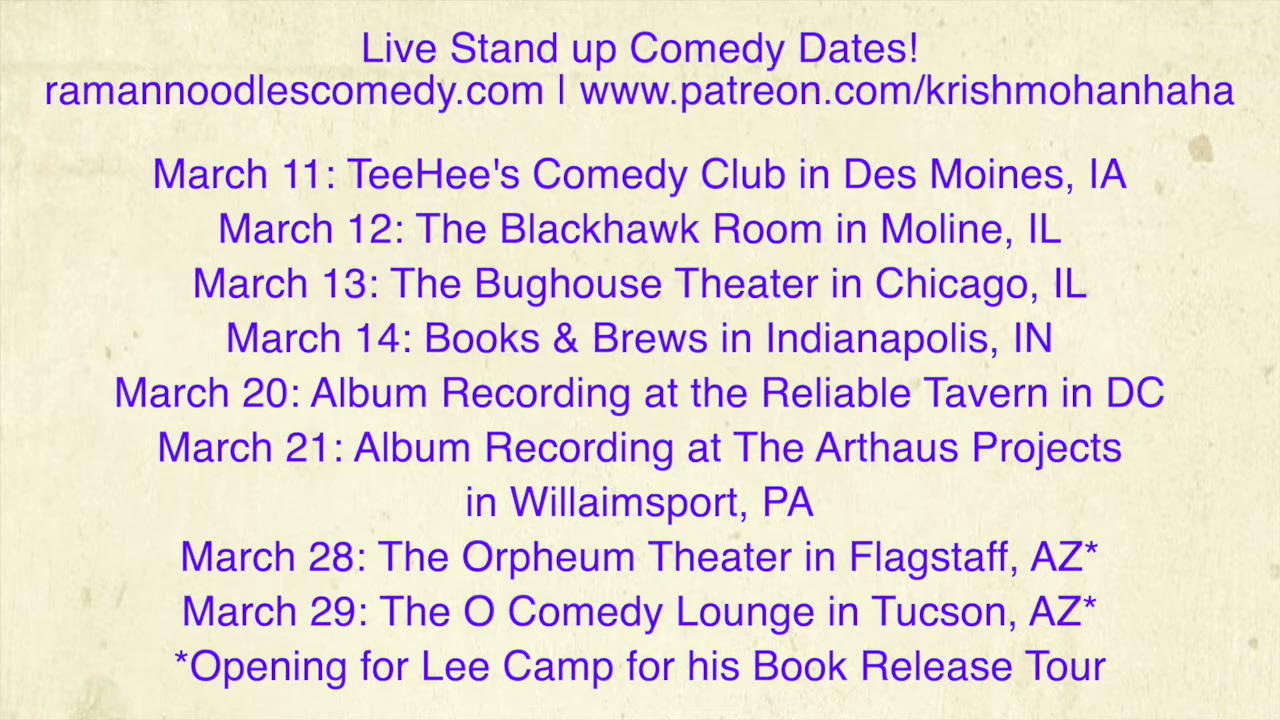 Live Stand up Comedy Dates!
ramannoodlescomedy.com | www.patreon.com/krishmohanhaha
March 11: TeeHee's Comedy Club in Des Moines, IA
March 12: The Blackhawk Room in Moline, IL
March 13: The Bughouse Theater in Chicago, IL
March 14: Books & Brews in Indianapolis, IN
March 20: Album Recording at the Reliable Tavern in DC
March 21: Album Recording at The Arthaus Projects
in Willaimsport, PA
March 28: The Orpheum Theater in Flagstaff, AZ*
March 29: The O Comedy Lounge in Tucson, AZ*
*Opening for Lee Camp for his Book Release Tour